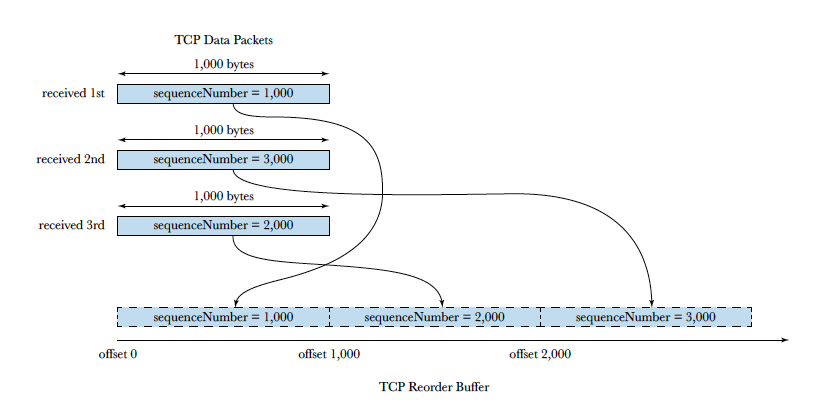 TCP Data Packets
1,000 bytes
received 1st sequenceNumber = 1,000
1,000 bytes
received 2nd sequenceNumber = 3,000
1,000 bytes
received 3rd sequenceNumber = 2,000
sequenceNumber = 1,000 sequenceNumber = 2,000 sequenceNumber = 3,000
offset 0 offset 1,000 offset 2,000
TCP Reorder Buffer